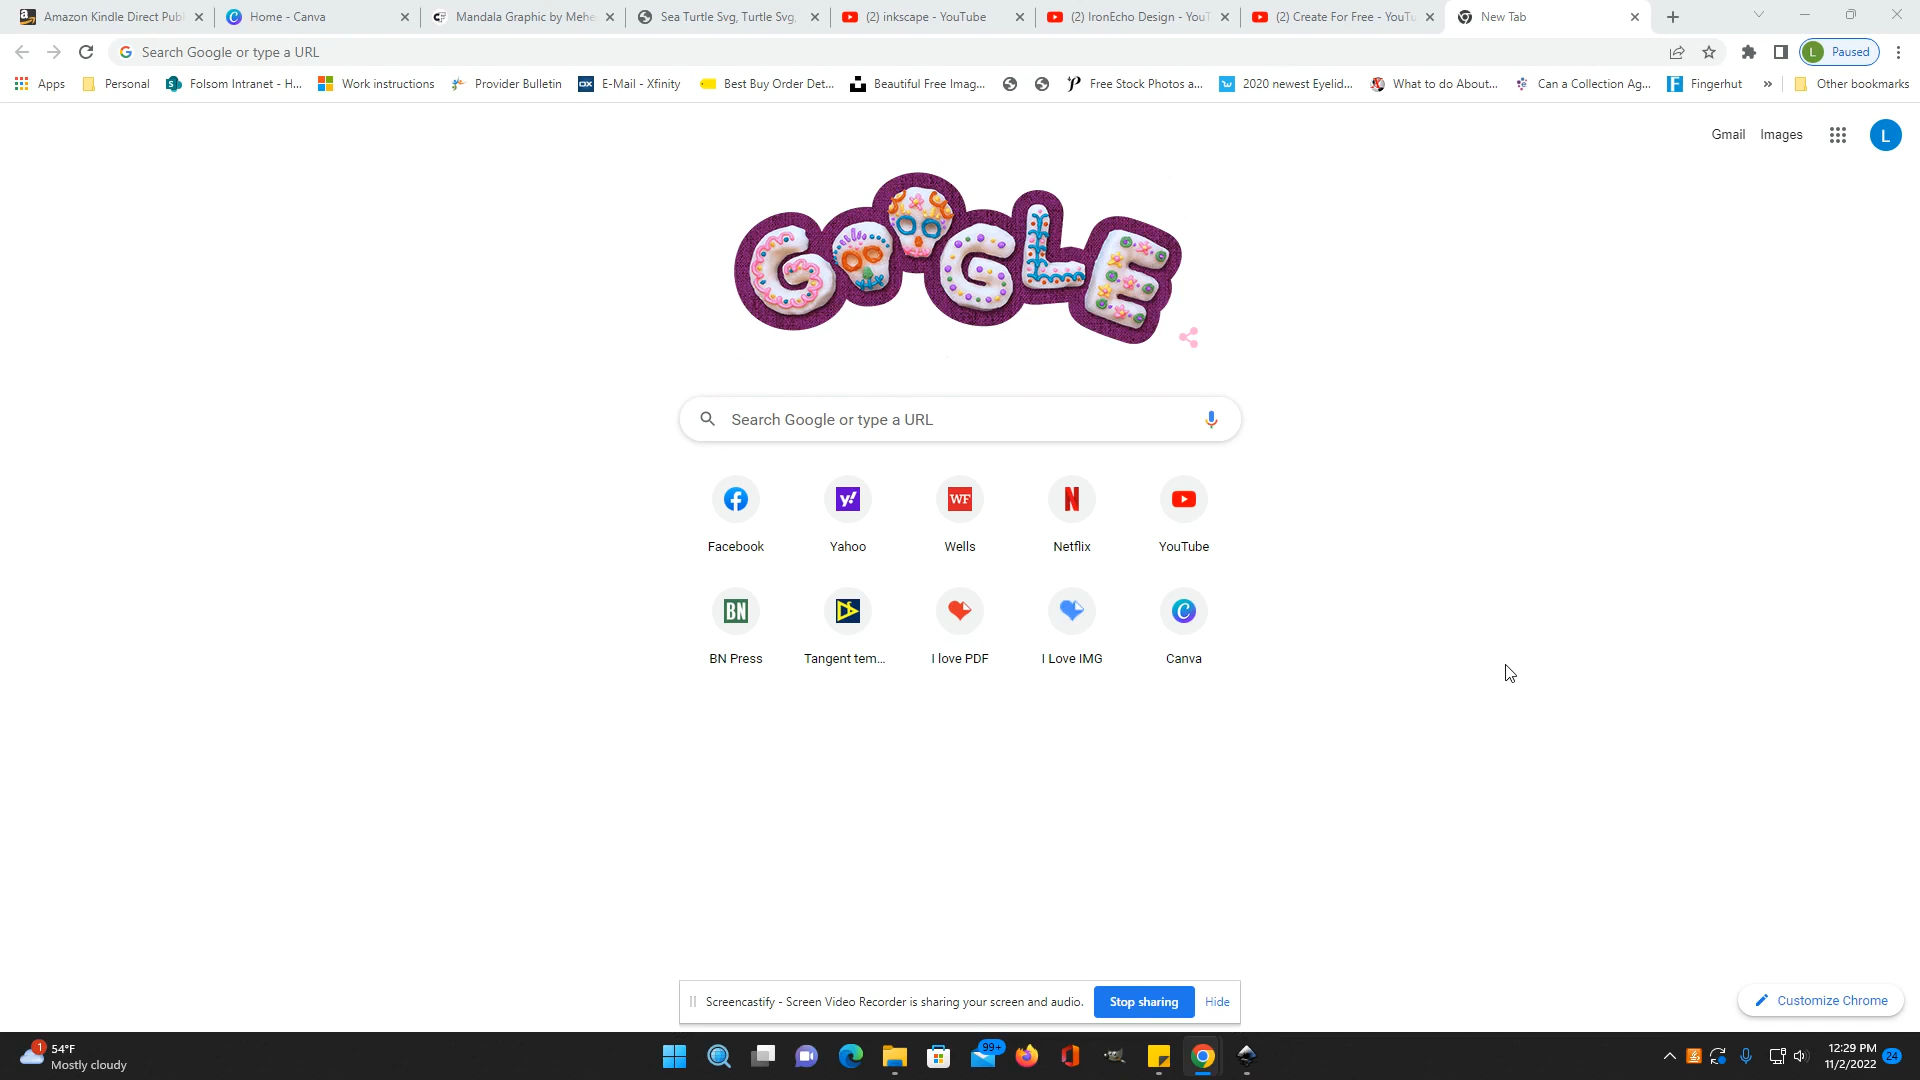 Amazon Kindle Direct Publ
Home - Canva
Mandala Graphic by Mehe
Sea Turtle Svg, Turtle Svg,
(2) inkscape - YouTube
(2) IronEcho Design - YouT
(2) Create For Free - YouTu
New Tab
Search Google or type a URL
L
Paused
Apps
Personal
Folsom Intranet - H...
Work instructions
Provider Bulletin
E-Mail - Xfinity
Best Buy Order Det...
Beautiful Free Imag...
Free Stock Photos a...
2020 newest Eyelid...
What to do About...
Can a Collection Ag...
Fingerhut
»
Other bookmarks
Gmail
Images
L
GOOGLE
Search Google or type a URL
Facebook
Yahoo
Wells
Netflix
YouTube
BN Press
Tangent tem...
I love PDF
I Love IMG
Canva
Screencastify - Screen Video Recorder is sharing your screen and audio.
Stop sharing
Hide
Customize Chrome
1
54°F
Mostly cloudy
99+
12:29 PM
11/2/2022
24